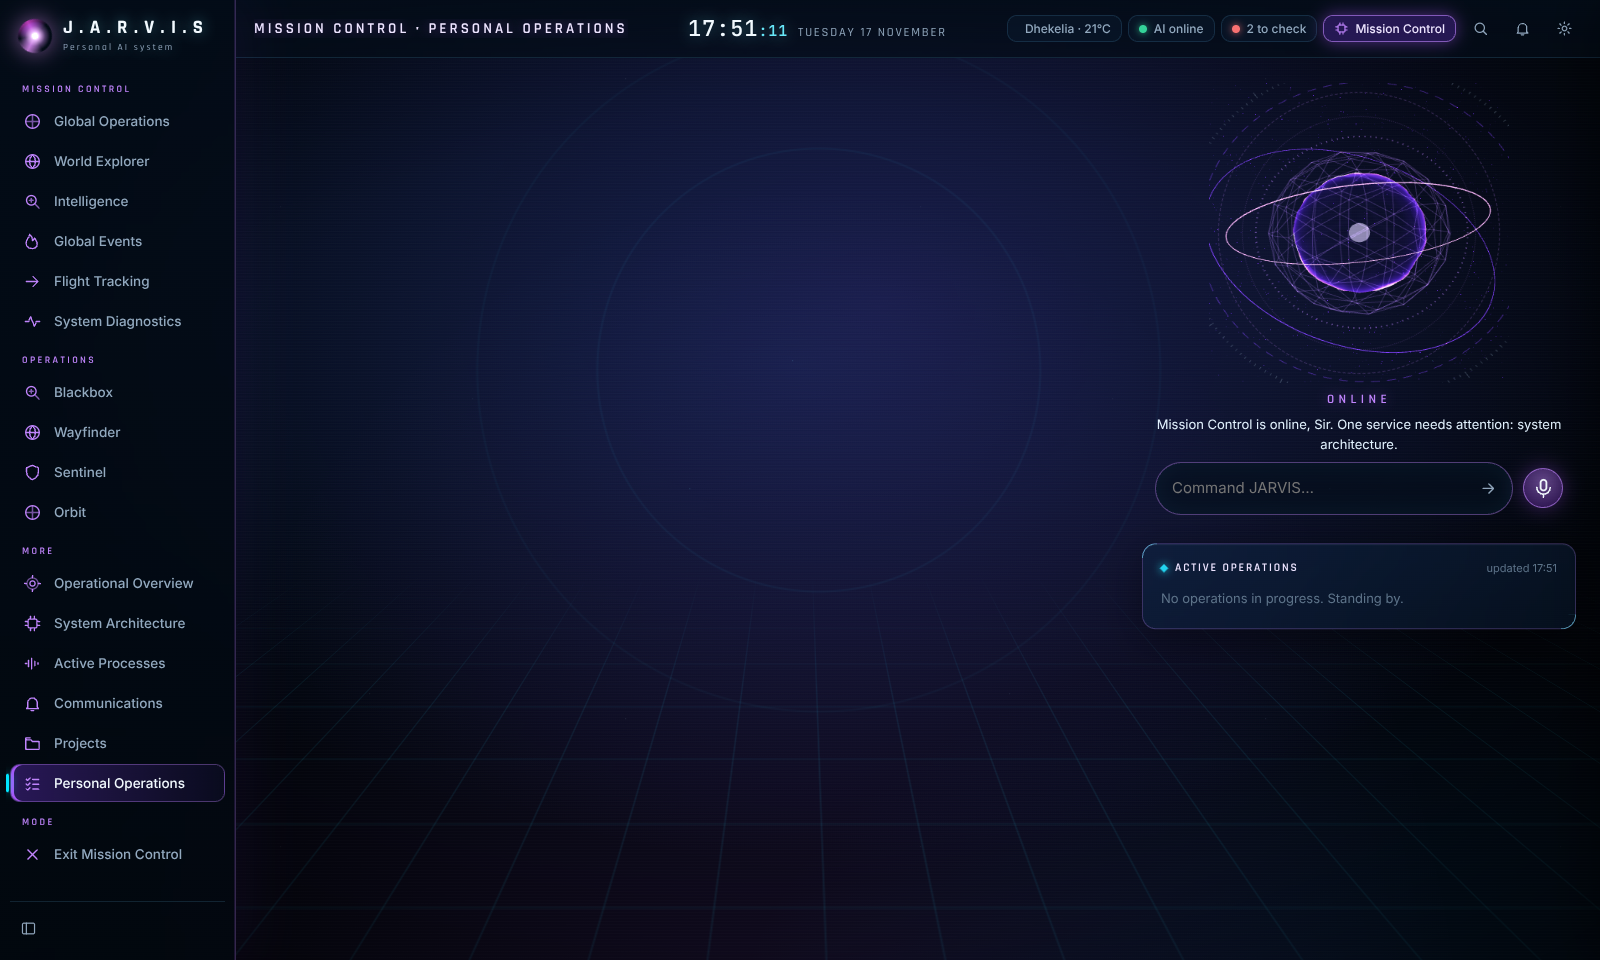 J.A.R.V.I.S
Personal AI system
MISSION CONTROL
Global Operations
World Explorer
Intelligence
Global Events
Flight Tracking
System Diagnostics
OPERATIONS
Blackbox
Wayfinder
Sentinel
Orbit
MORE
Operational Overview
System Architecture
Active Processes
Communications
Projects
Personal Operations
MODE
Exit Mission Control
MISSION CONTROL · PERSONAL OPERATIONS
17:51:11 TUESDAY 17 NOVEMBER
Dhekelia · 21°C
AI online
2 to check
Mission Control
ONLINE
Mission Control is online, Sir. One service needs attention: system
architecture.
Command JARVIS...
ACTIVE OPERATIONS
updated 17:51
No operations in progress. Standing by.